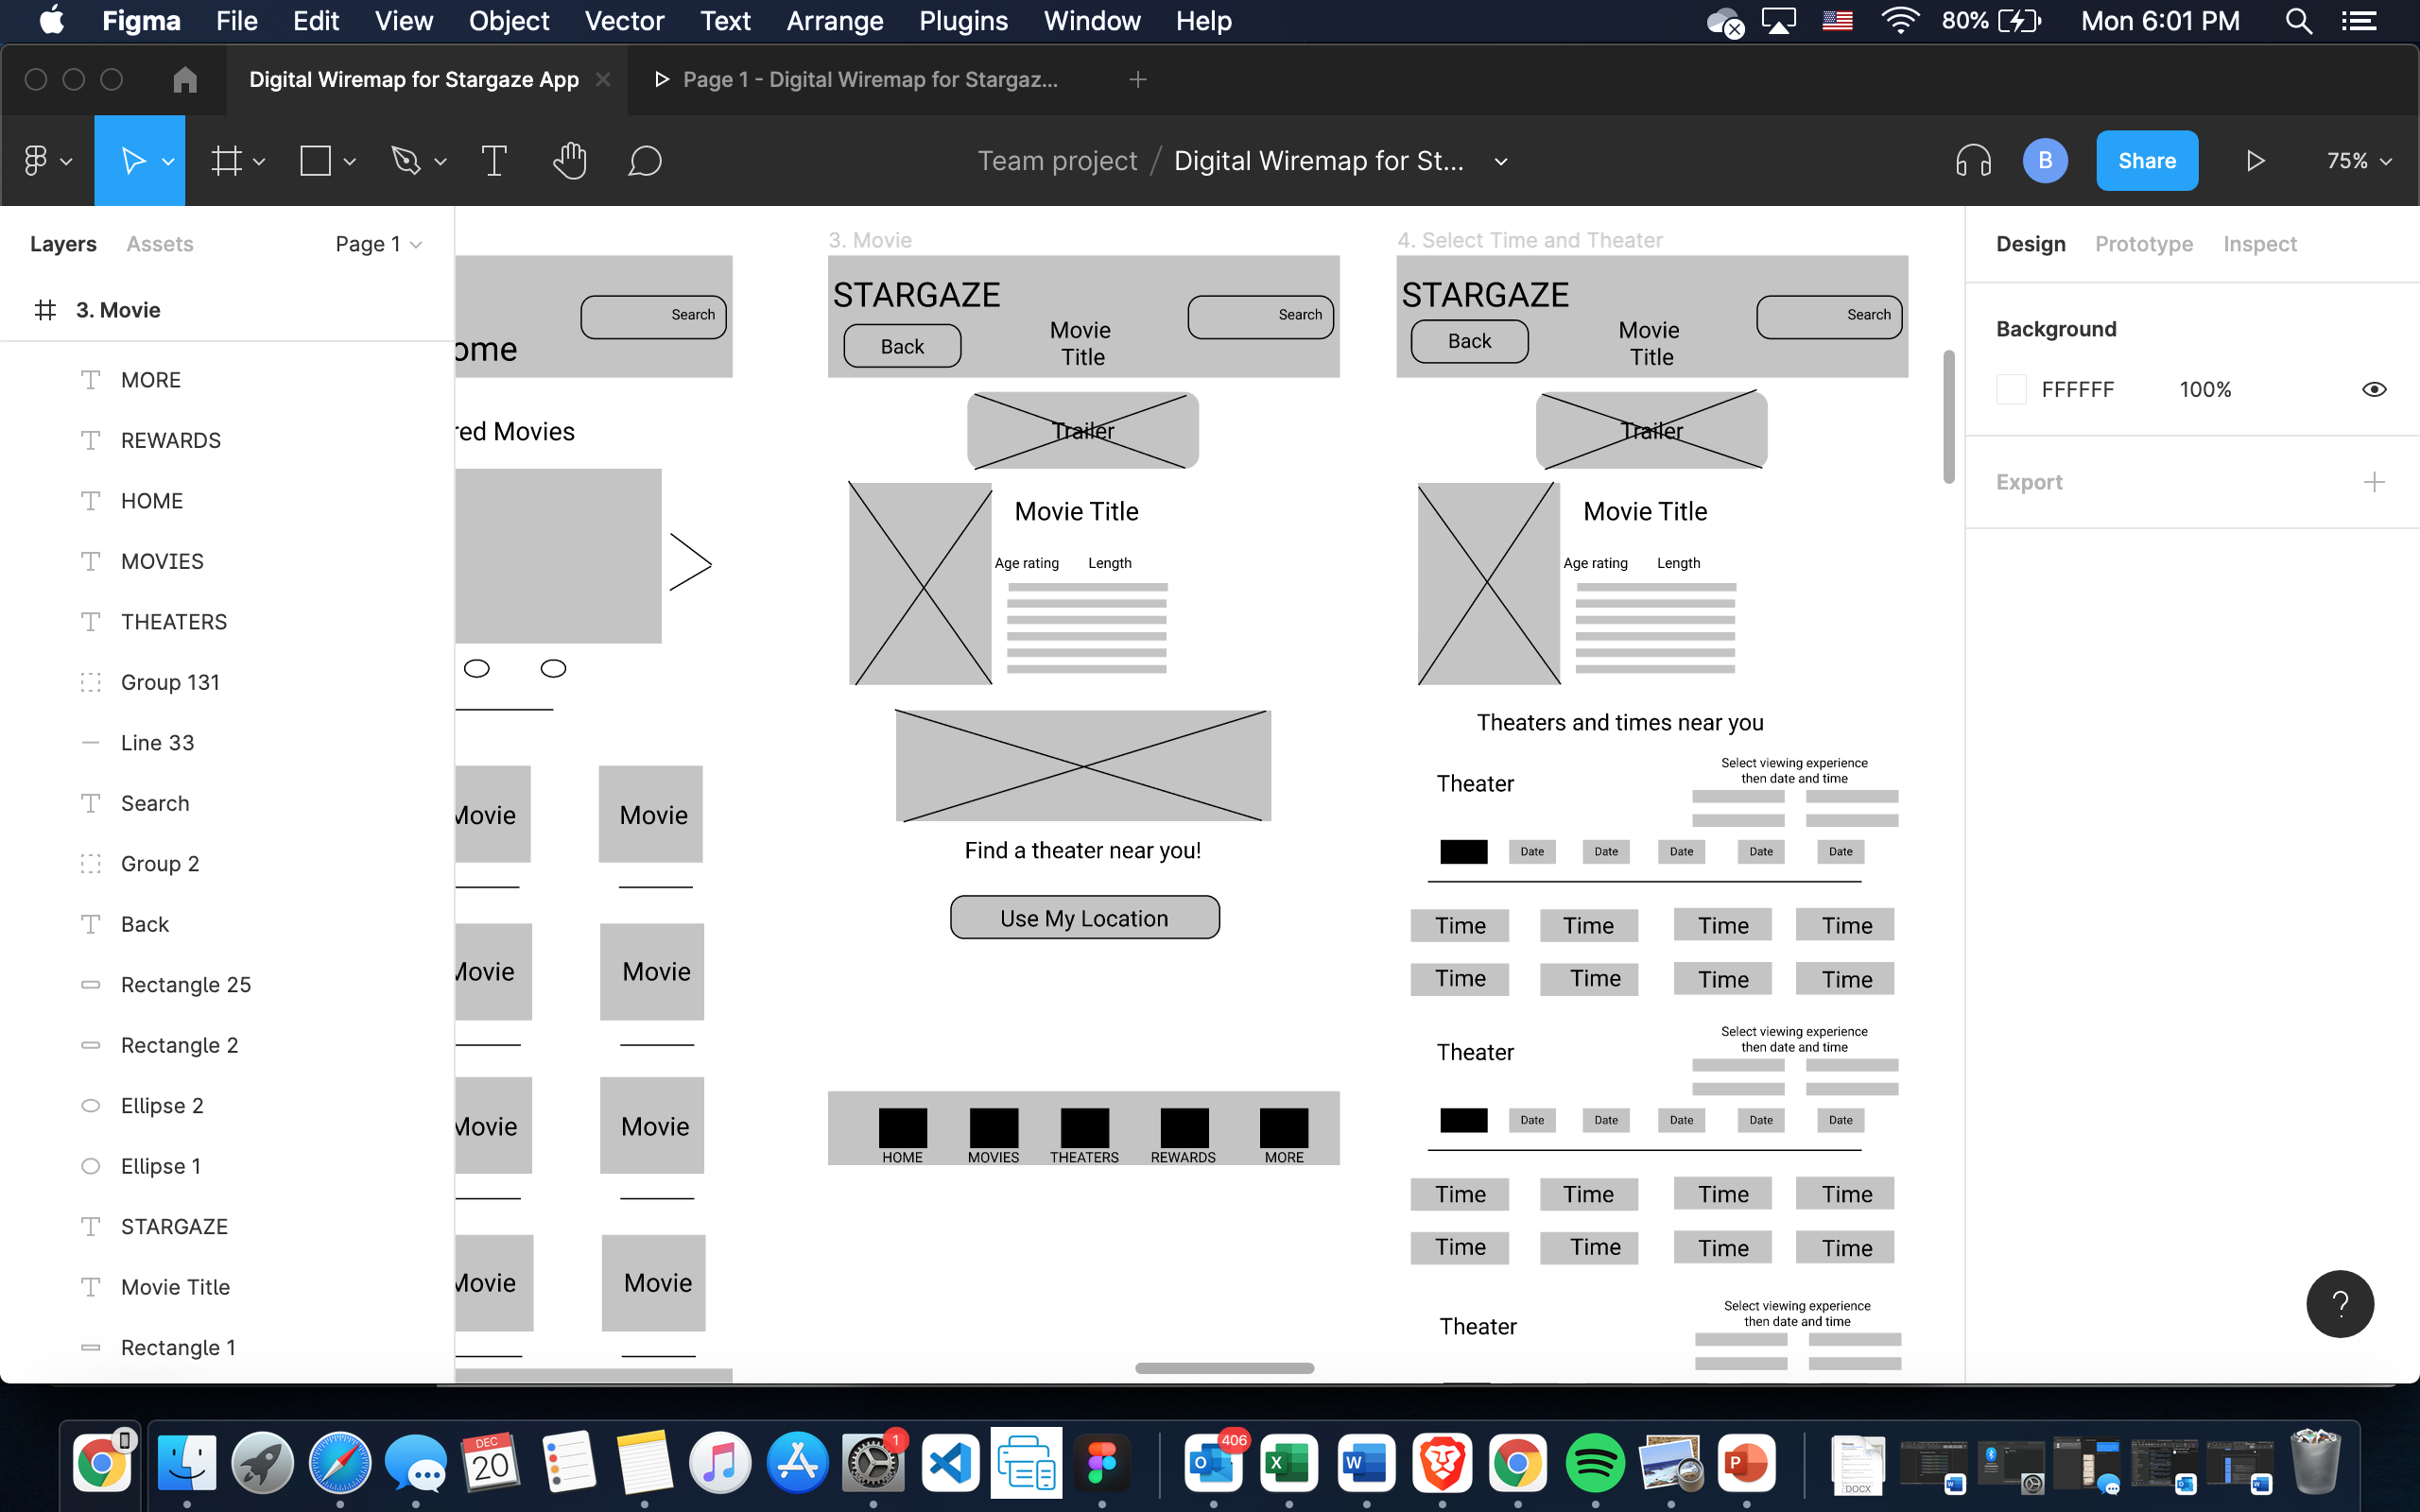 Figma File Edit View Object Vector Text Arrange Plugins Window Help 80% Mon 6:01 PM
Digital Wiremap for Stargaze App Page 1 - Digital Wiremap for Stargaz...
Team project / Digital Wiremap for St... B Share 75%
Layers Assets Page 1
3. Movie
MORE
REWARDS
HOME
MOVIES
THEATERS
Group 131
Line 33
Search
Group 2
Back
Rectangle 25
Rectangle 2
Ellipse 2
Ellipse 1
STARGAZE
Movie Title
Rectangle 1
Search
ome
red Movies
Movie Movie
Movie Movie
Movie Movie
Movie Movie
3. Movie
STARGAZE
Search
Back
Movie
Title
Trailer
Movie Title
Age rating Length
Find a theater near you!
Use My Location
HOME MOVIES THEATERS REWARDS MORE
4. Select Time and Theater
STARGAZE
Search
Back
Movie
Title
Trailer
Movie Title
Age rating Length
Theaters and times near you
Theater
Select viewing experience
then date and time
Date Date Date Date Date
Time Time Time Time
Time Time Time Time
Theater
Select viewing experience
then date and time
Date Date Date Date Date
Time Time Time Time
Time Time Time Time
Theater
Select viewing experience
then date and time
Design Prototype Inspect
Background
FFFFFF 100%
Export
?
DEC
20
1
406
O
X
W
P
DOCX